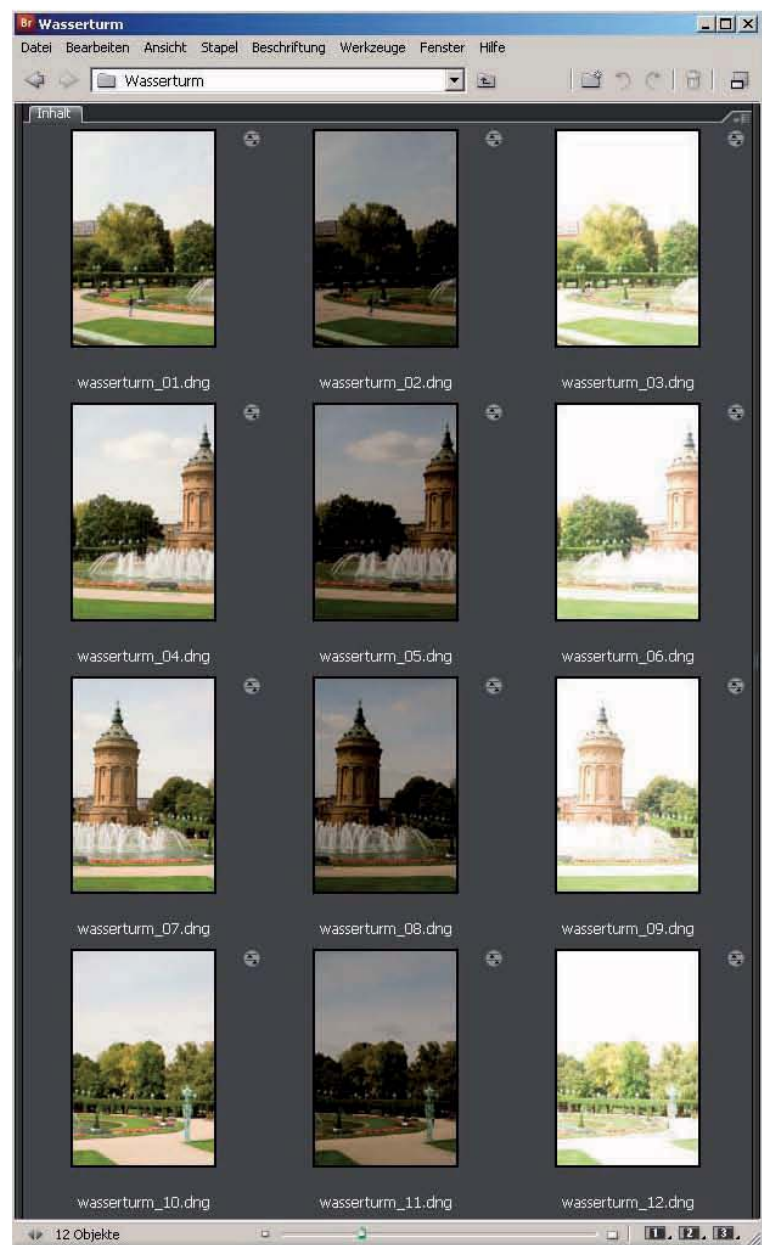 Br Wasserturm
Datei Bearbeiten Ansicht Stapel Beschriftung Werkzeuge Fenster Hilfe
Wasserturm
Inhalt
wasserturm_01.dng wasserturm_02.dng wasserturm_03.dng
wasserturm_04.dng wasserturm_05.dng wasserturm_06.dng
wasserturm_07.dng wasserturm_08.dng wasserturm_09.dng
wasserturm_10.dng wasserturm_11.dng wasserturm_12.dng
12 Objekte 1 2 3